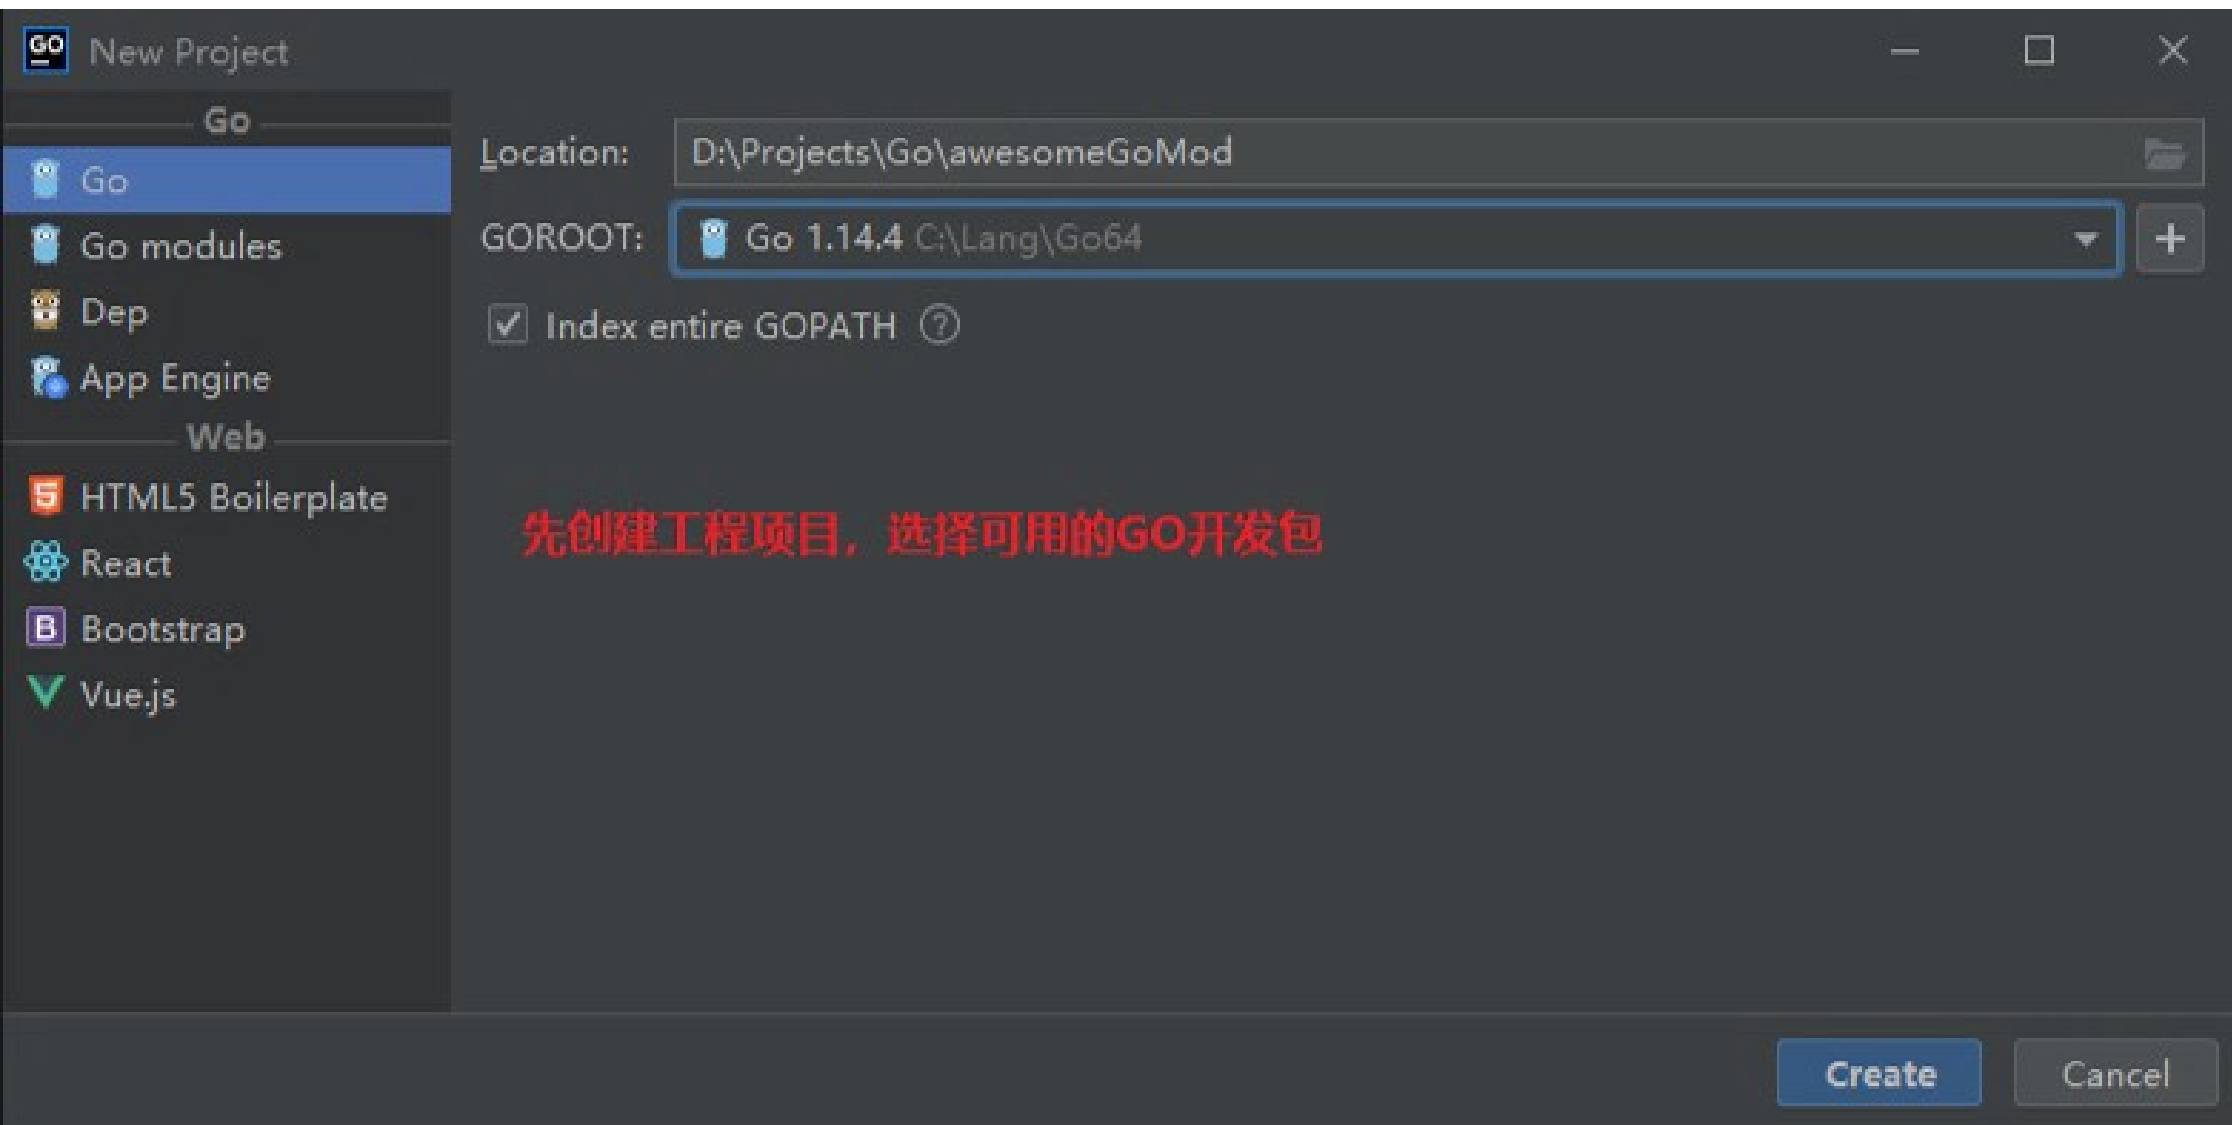 GO New Project
Go
Go
Go modules
Dep
App Engine
Web
HTML5 Boilerplate
React
Bootstrap
Vue.js
Location: D:\Projects\Go\awesomeGoMod
GOROOT: Go 1.14.4 C:\Lang\Go64
Index entire GOPATH
先创建工程项目，选择可用的GO开发包
Create Cancel